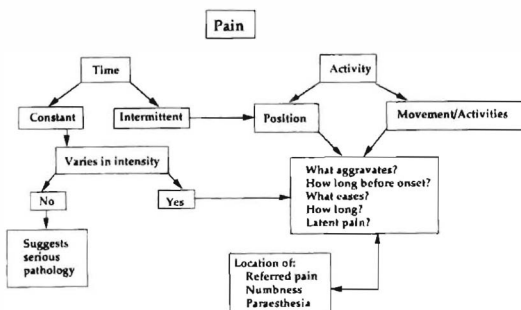 Pain
Time
Activity
Constant
Intermittent
Position
Movement/Activities
Varies in intensity
What aggravates?
How long before onset?
What eases?
How long?
Latent pain?
No
Yes
Suggests
serious
pathology
Location of:
Referred pain
Numbness
Paraesthesia